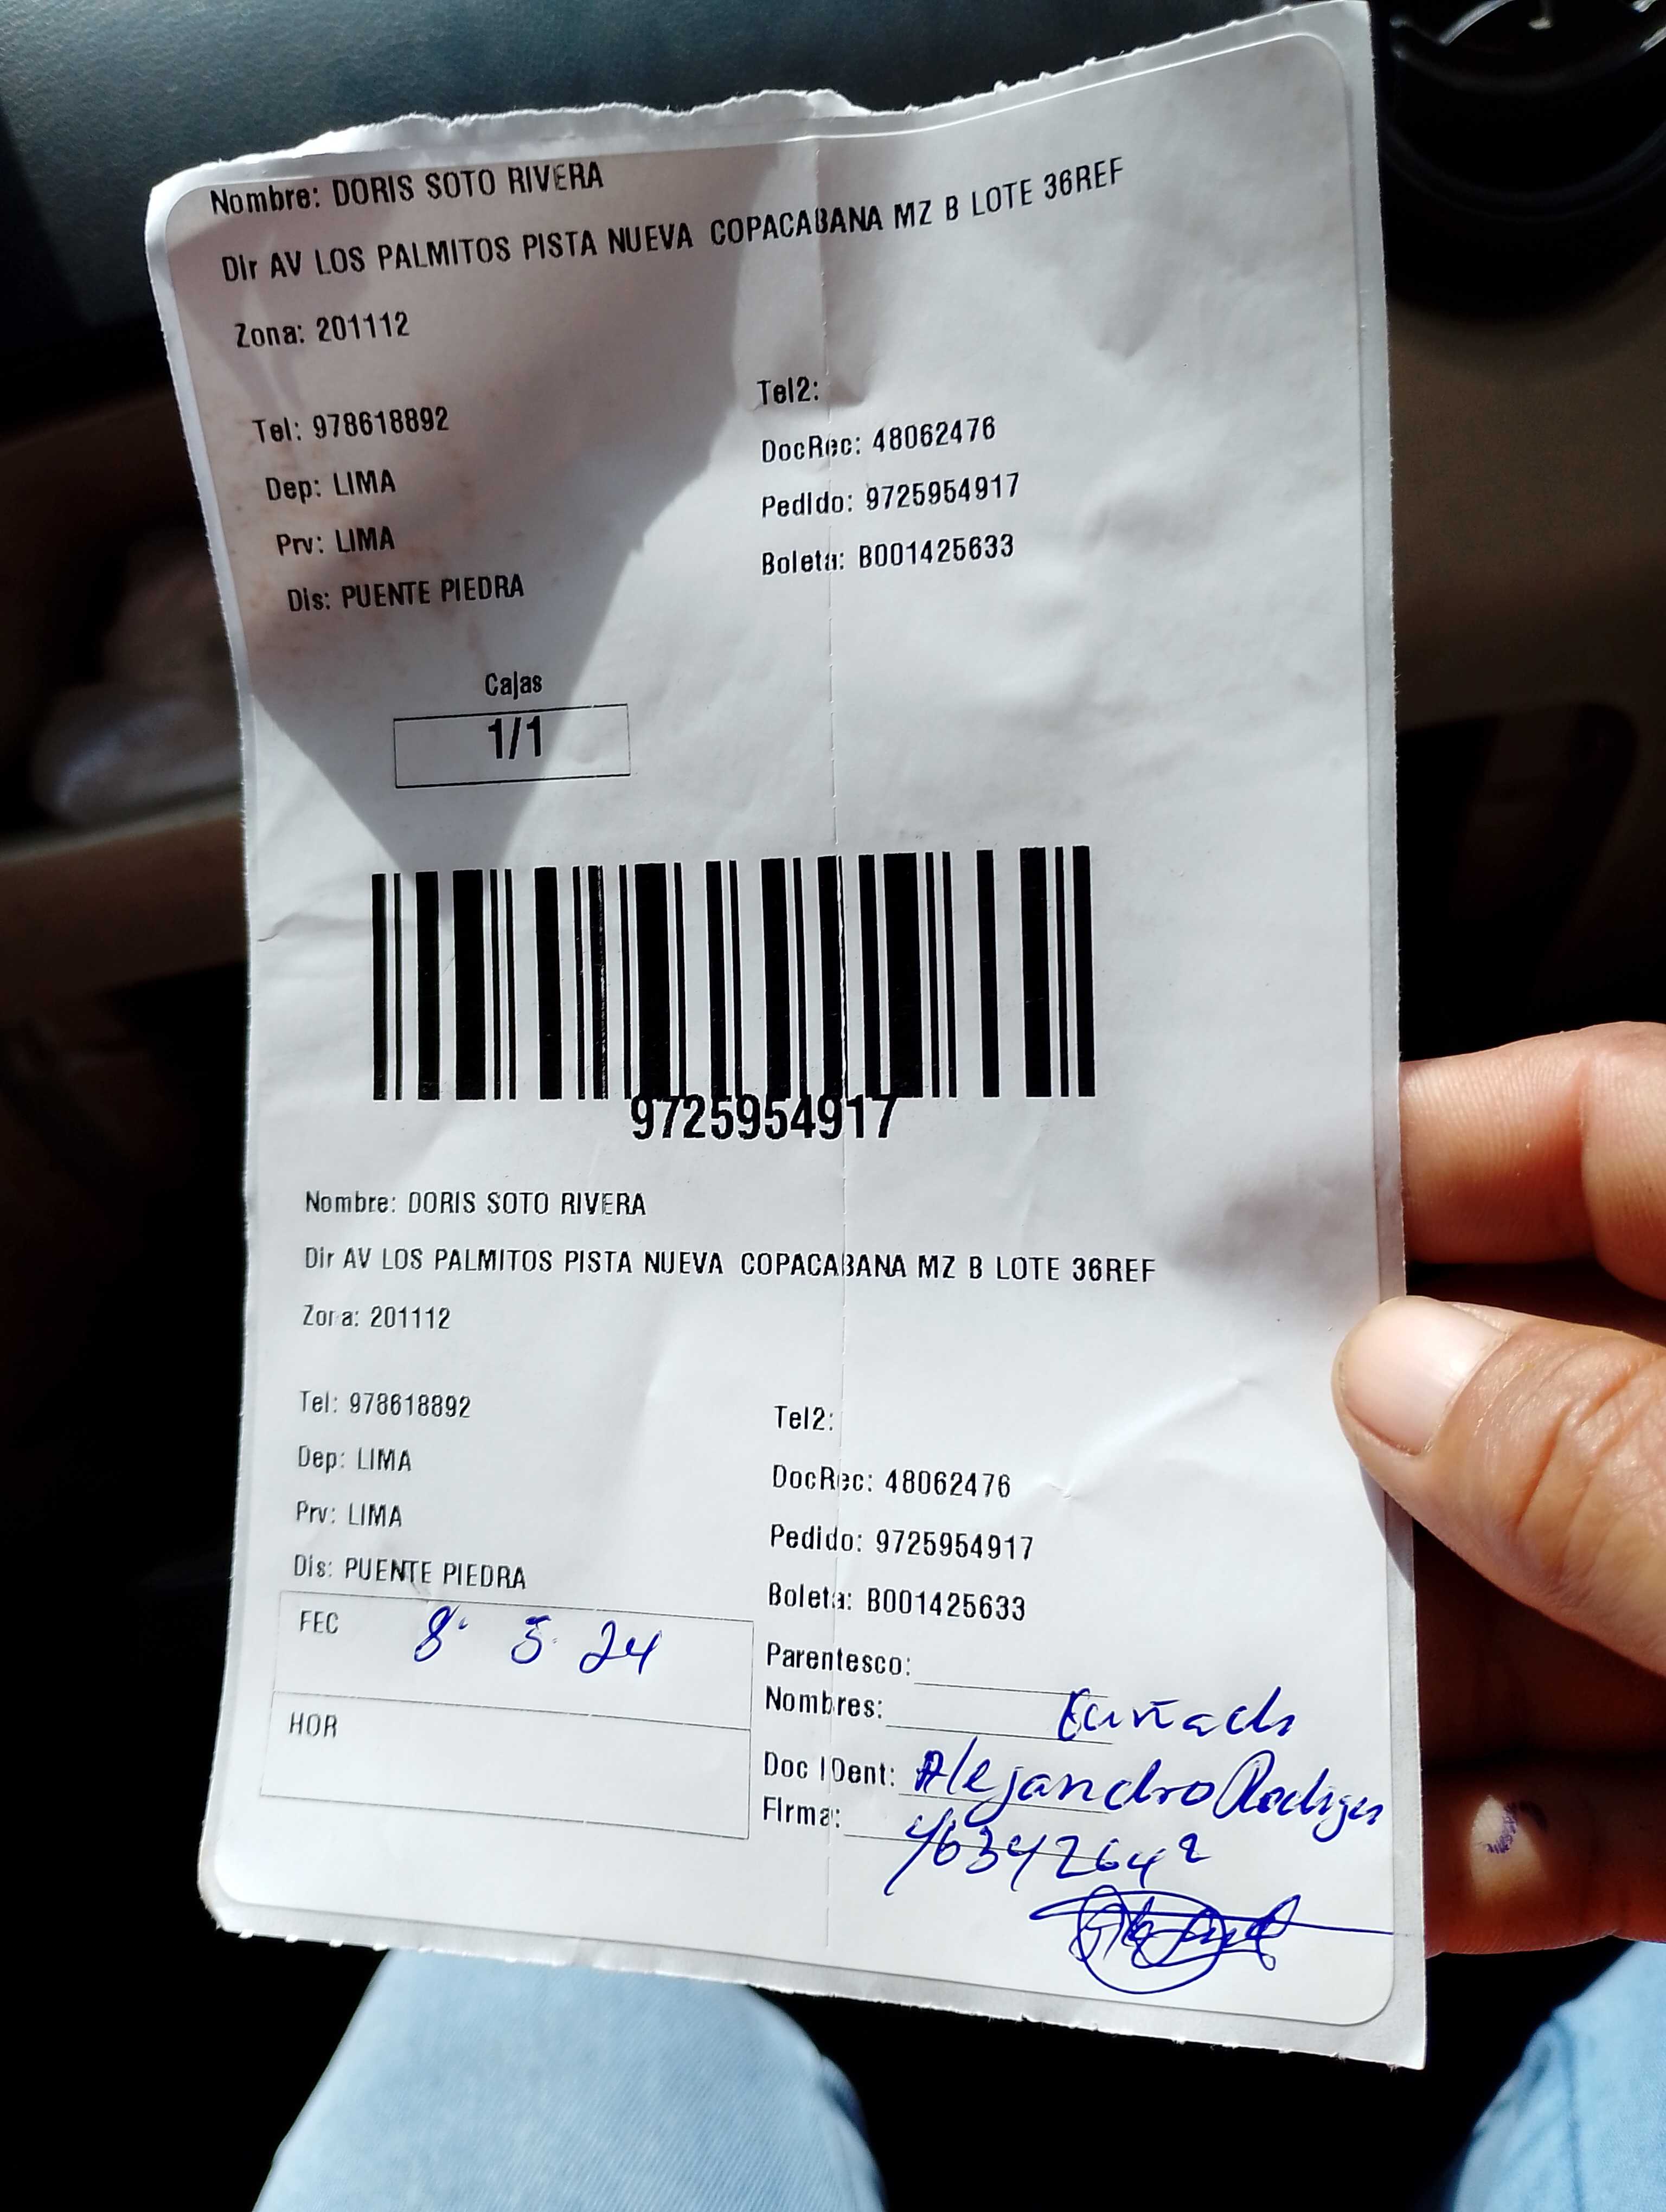 Nombre: DORIS SOTO RIVERA
Dir AV LOS PALMITOS PISTA NUEVA COPACABANA MZ B LOTE 36REF
Zona: 201112
Tel: 978618892
Dep: LIMA
Prv: LIMA
Dis: PUENTE PIEDRA
Tel2:
DocRec: 48062476
Pedido: 9725954917
Boleta: B001425633
Cajas
1/1
9725954917
Nombre: DORIS SOTO RIVERA
Dir AV LOS PALMITOS PISTA NUEVA COPACABANA MZ B LOTE 36REF
Zona: 201112
Tel: 978618892
Dep: LIMA
Prv: LIMA
Dis: PUENTE PIEDRA
Tel2:
DocRec: 48062476
Pedido: 9725954917
Boleta: B001425633
FEC 8. 5. 24
HOR
Parentesco:
Nombres:
Doc IDent: Alejandro
Firma: 46342642